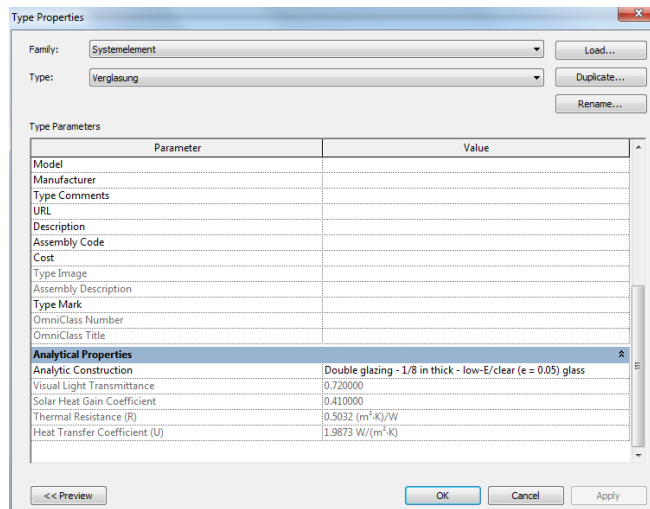 Type Properties
Family: Systemelement Load...
Type: Verglasung Duplicate...
Rename...
Type Parameters
Parameter Value
Model
Manufacturer
Type Comments
URL
Description
Assembly Code
Cost
Type Image
Assembly Description
Type Mark
OmniClass Number
OmniClass Title
Analytical Properties
Analytic Construction Double glazing - 1/8 in thick - low-E/clear (e = 0.05) glass
Visual Light Transmittance 0.720000
Solar Heat Gain Coefficient 0.410000
Thermal Resistance (R) 0.5032 (m²·K)/W
Heat Transfer Coefficient (U) 1.9873 W/(m²·K)
<< Preview OK Cancel Apply